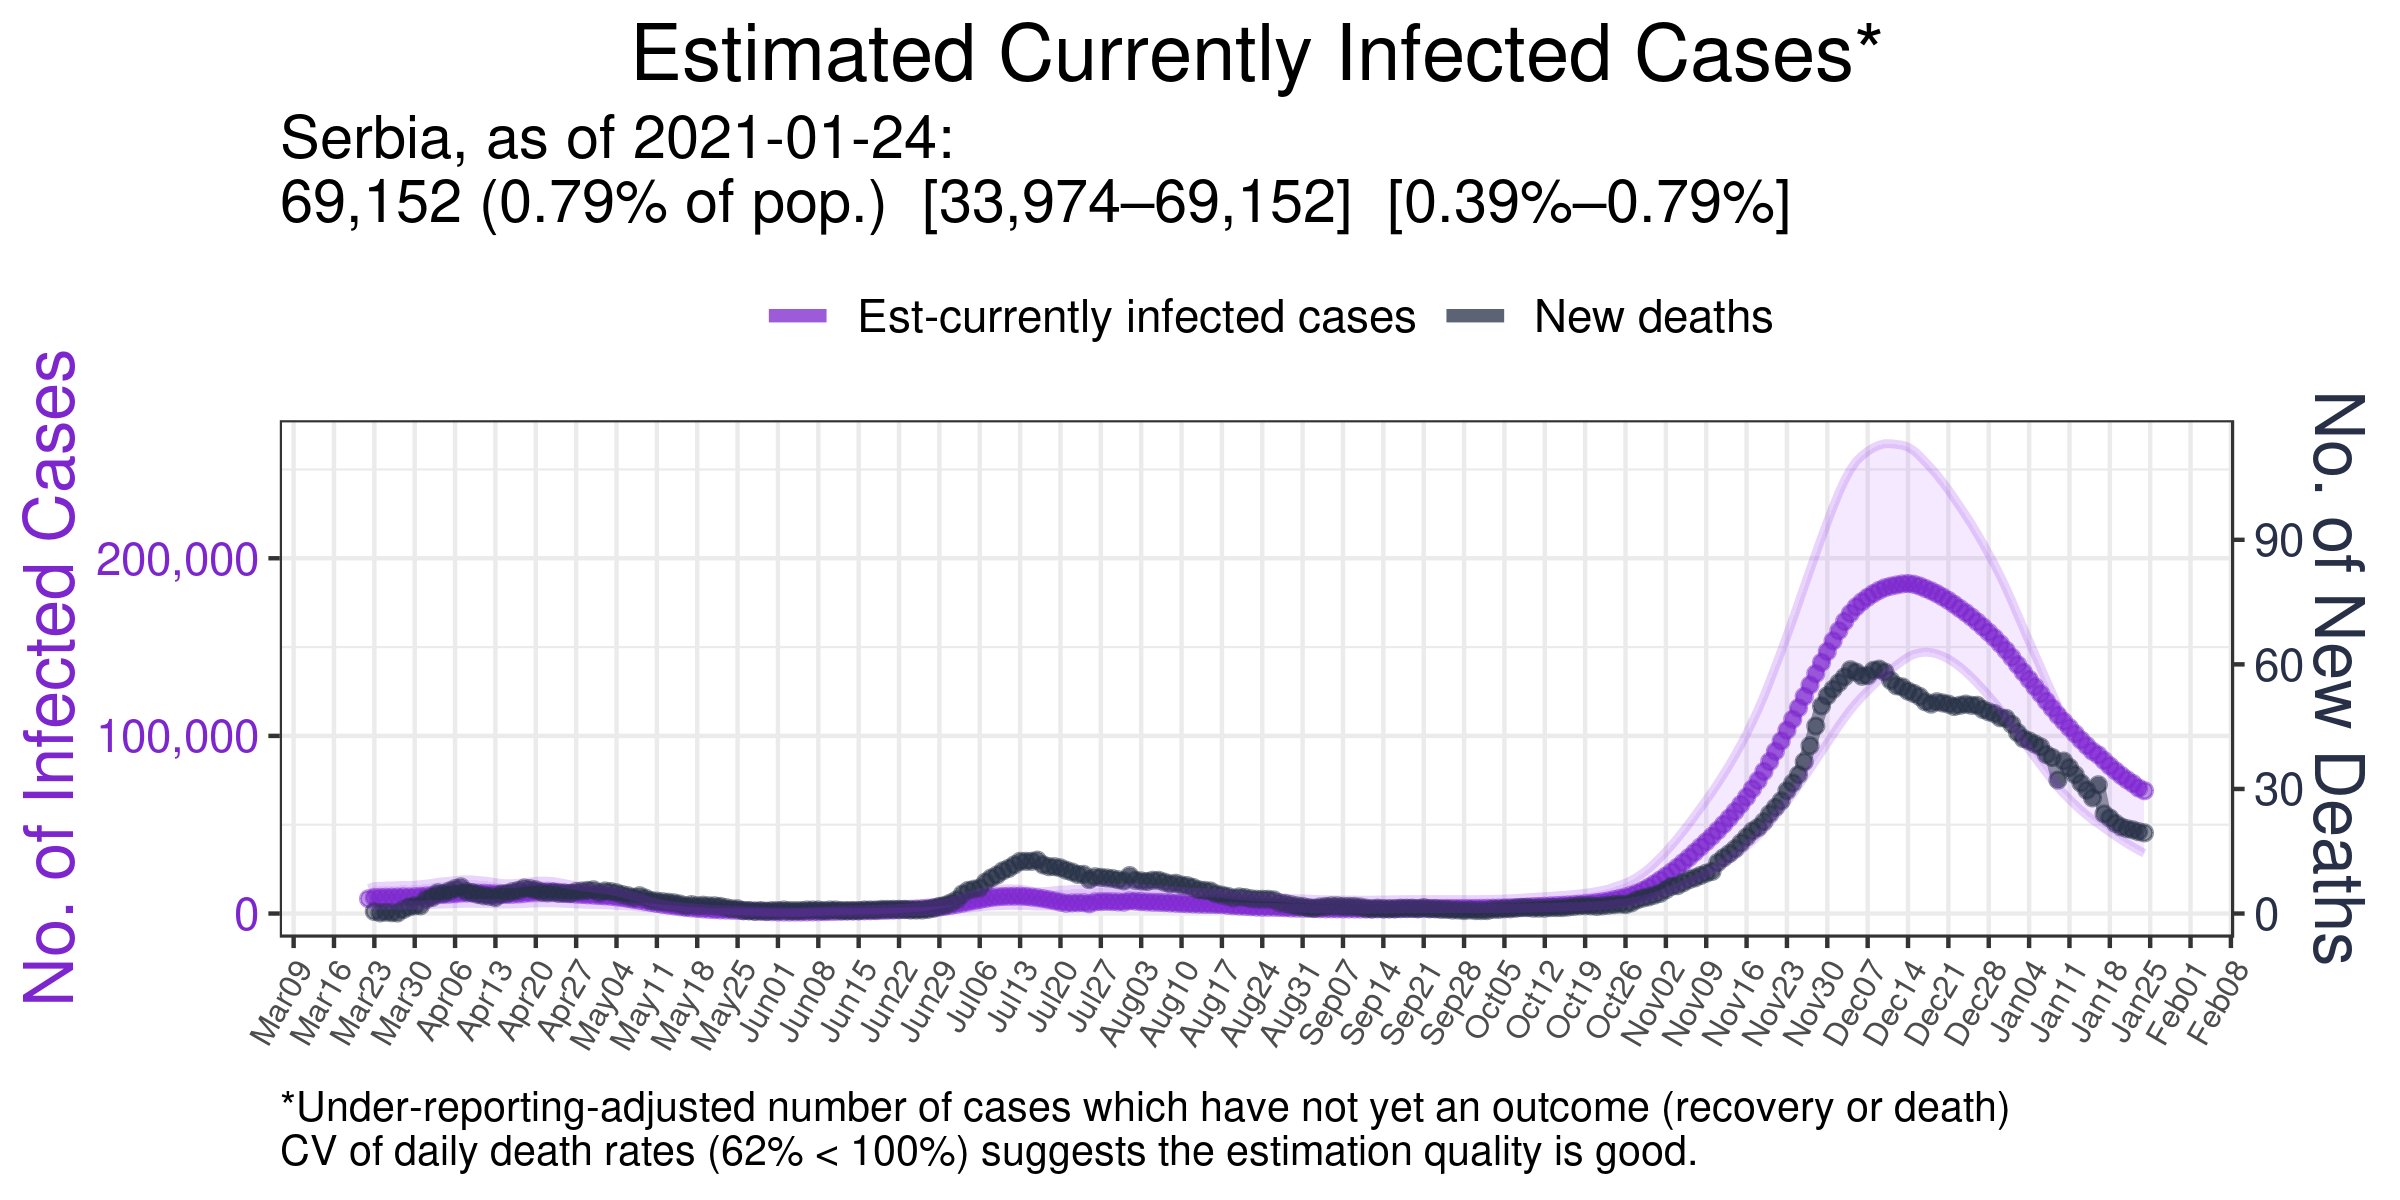 Estimated Currently Infected Cases*
Serbia, as of 2021-01-24:
69,152 (0.79% of pop.) [33,974–69,152] [0.39%–0.79%]
Est-currently infected cases
New deaths
No. of Infected Cases
200,000
100,000
0
90
60
30
0
No. of New Deaths
Mar09
Mar16
Mar23
Mar30
Apr06
Apr13
Apr20
Apr27
May04
May11
May18
May25
Jun01
Jun08
Jun15
Jun22
Jun29
Jul06
Jul13
Jul20
Jul27
Aug03
Aug10
Aug17
Aug24
Aug31
Sep07
Sep14
Sep21
Sep28
Oct05
Oct12
Oct19
Oct26
Nov02
Nov09
Nov16
Nov23
Nov30
Dec07
Dec14
Dec21
Dec28
Jan04
Jan11
Jan18
Jan25
Feb01
Feb08
*Under-reporting-adjusted number of cases which have not yet an outcome (recovery or death)
CV of daily death rates (62% < 100%) suggests the estimation quality is good.